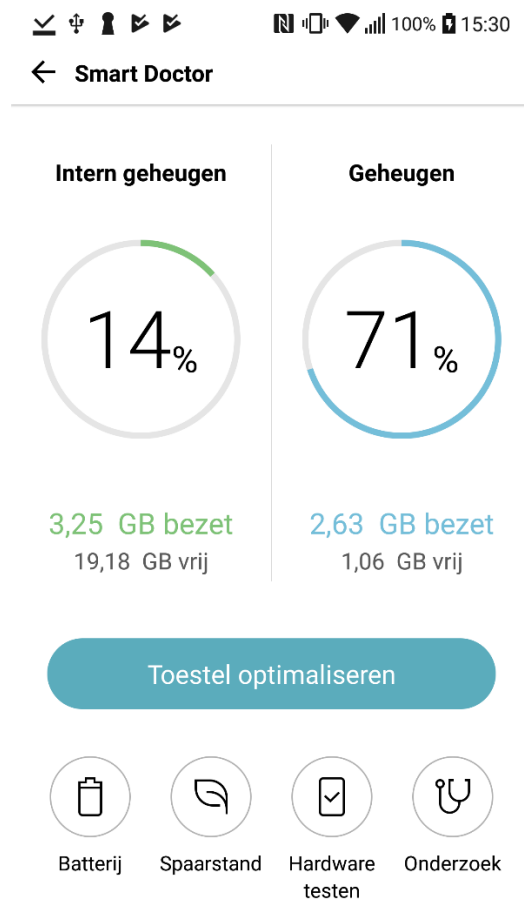 100% 15:30
Smart Doctor
Intern geheugen
Geheugen
14%
71%
3,25 GB bezet
19,18 GB vrij
2,63 GB bezet
1,06 GB vrij
Toestel optimaliseren
Batterij
Spaarstand
Hardware
testen
Onderzoek